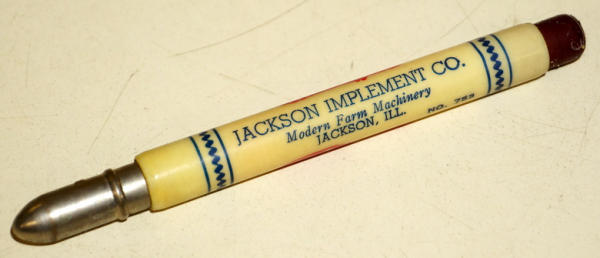 JACKSON IMPLEMENT CO.
Modern Farm Machinery
JACKSON, ILL.
NO. 753